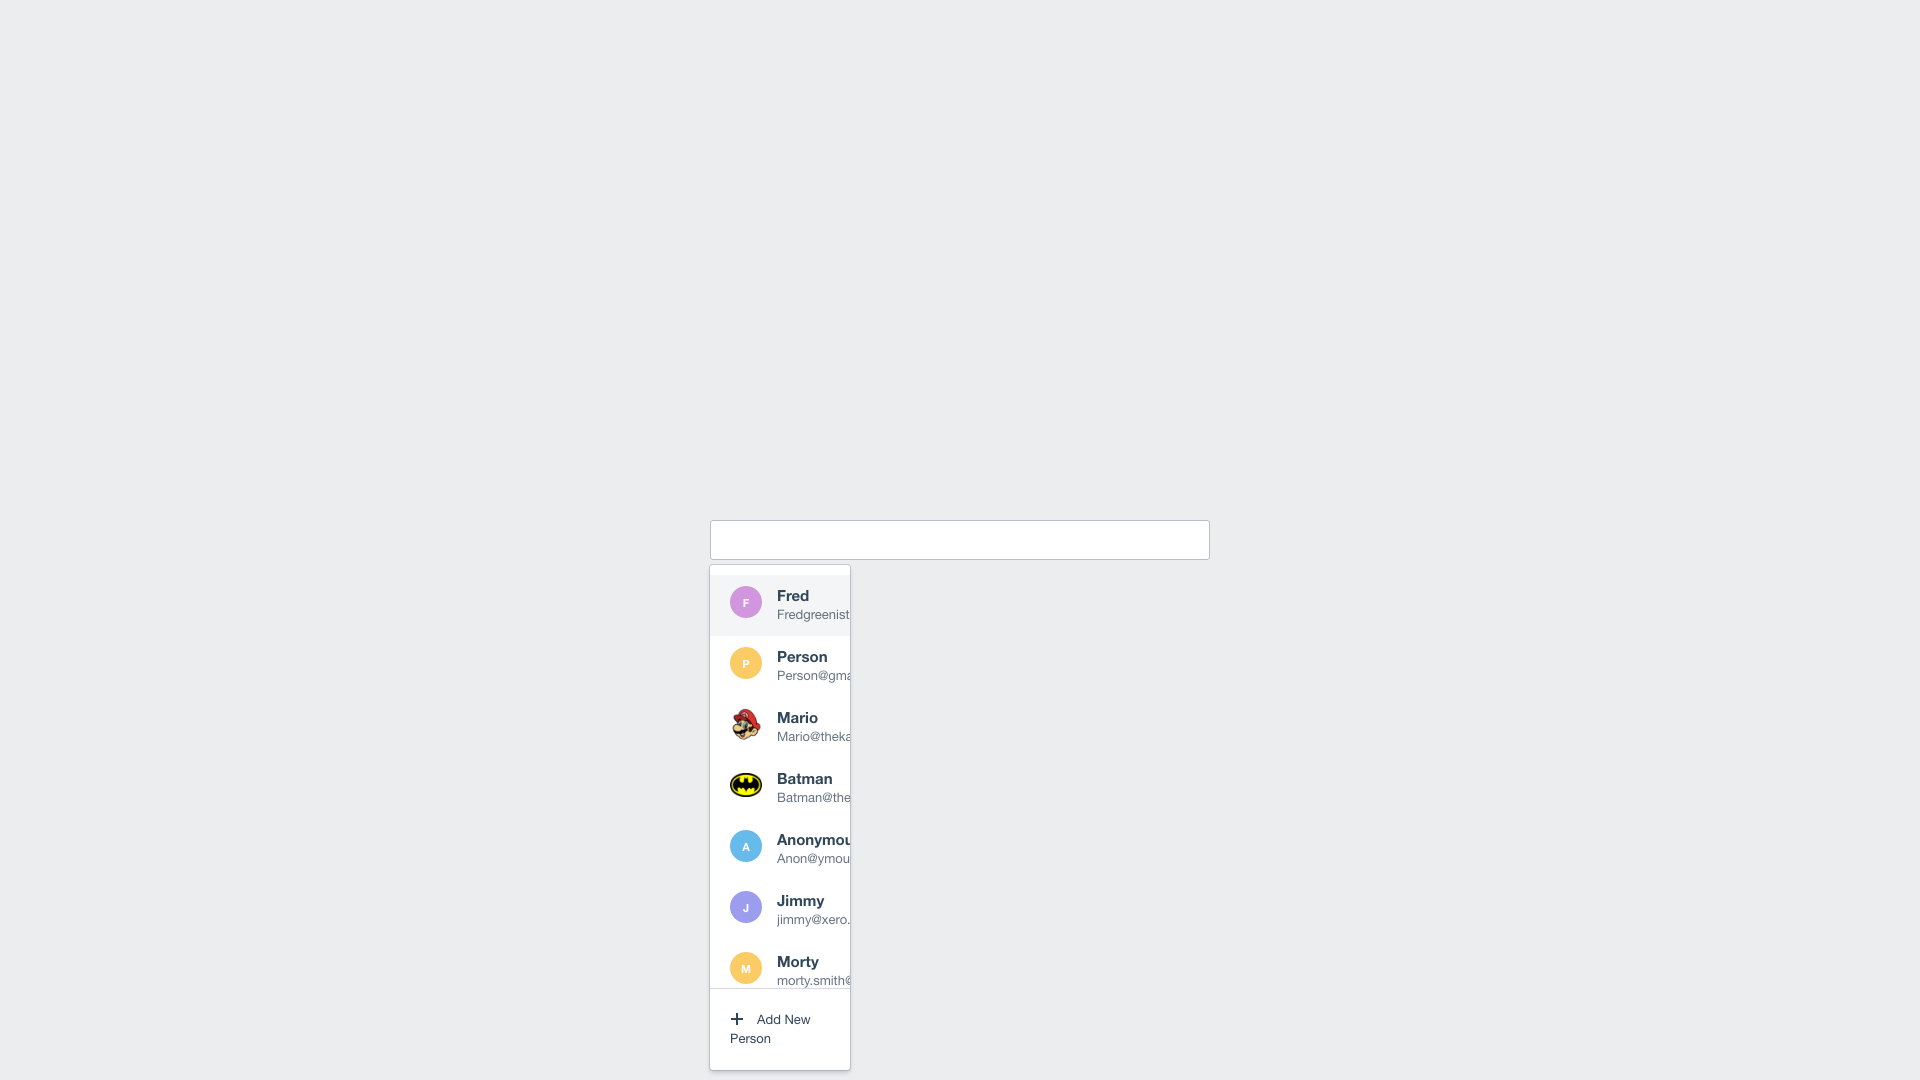 F
Fred
Fredgreenist
P
Person
Person@gma
Mario
Mario@theka
Batman
Batman@the
A
Anonymou
Anon@ymou
J
Jimmy
jimmy@xero.
M
Morty
morty.smith@
Add New
Person